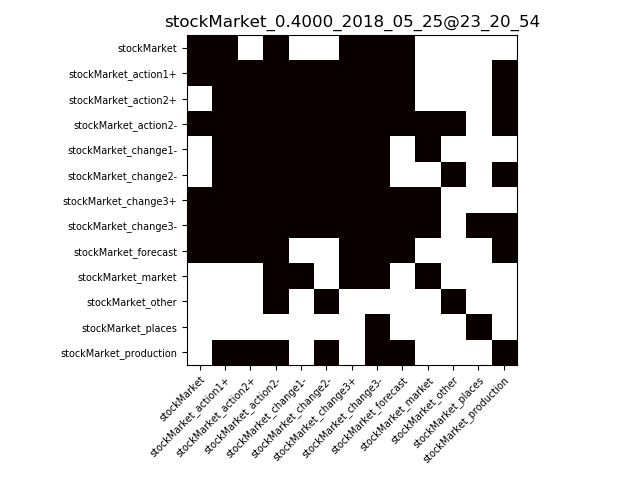 stockMarket_0.4000_2018_05_25@23_20_54
stockMarket
stockMarket_action1+
stockMarket_action2+
stockMarket_action2-
stockMarket_change1-
stockMarket_change2-
stockMarket_change3+
stockMarket_change3-
stockMarket_forecast
stockMarket_market
stockMarket_other
stockMarket_places
stockMarket_production
stockMarket
stockMarket_action1+
stockMarket_action2+
stockMarket_action2-
stockMarket_change1-
stockMarket_change2-
stockMarket_change3+
stockMarket_change3-
stockMarket_forecast
stockMarket_market
stockMarket_other
stockMarket_places
stockMarket_production